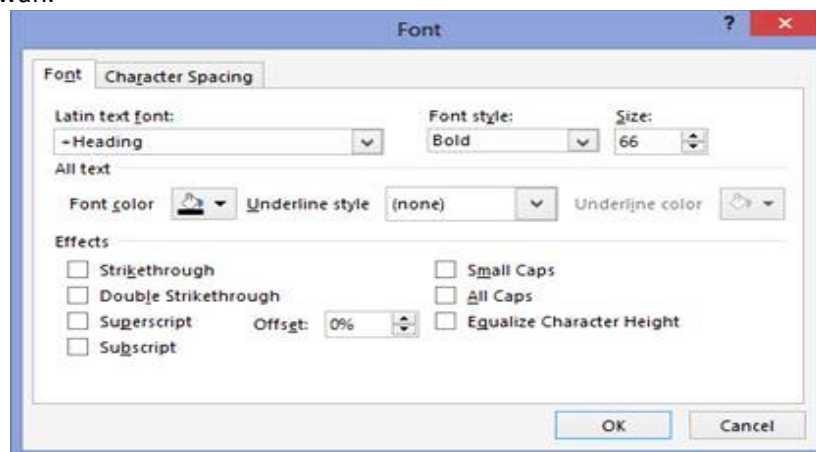 Font ?
Font Character Spacing
Latin text font: Font style: Size:
+Heading Bold 66
All text
Font color Underline style (none) Underline color
Effects
Strikethrough Small Caps
Double Strikethrough All Caps
Superscript Offset: 0% Equalize Character Height
Subscript
OK Cancel